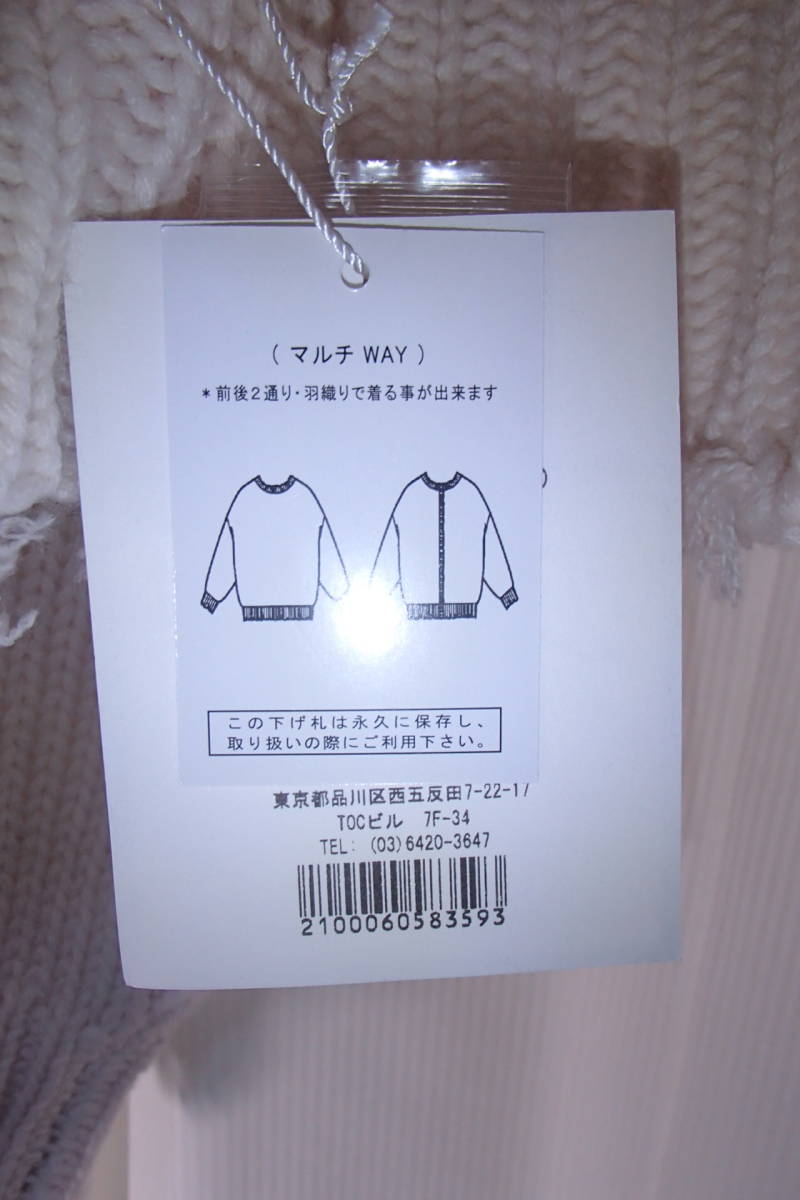 ( マルチ WAY )
*前後2通り・羽織りで着る事が出来ます
この下げ札は永久に保存し、
取り扱いの際にご利用下さい。
東京都品川区西五反田7-22-17
TOCビル 7F-34
TEL: (03)6420-3647
2100060583593